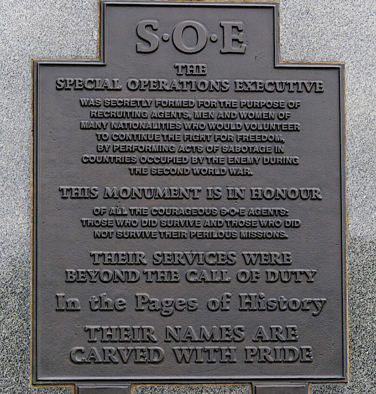 S·O·E
THE
SPECIAL OPERATIONS EXECUTIVE
WAS SECRETLY FORMED FOR THE PURPOSE OF
RECRUITING AGENTS, MEN AND WOMEN OF
MANY NATIONALITIES WHO WOULD VOLUNTEER
TO CONTINUE THE FIGHT FOR FREEDOM,
BY PERFORMING ACTS OF SABOTAGE IN
COUNTRIES OCCUPIED BY THE ENEMY DURING
THE SECOND WORLD WAR.
THIS MONUMENT IS IN HONOUR
OF ALL THE COURAGEOUS S·O·E AGENTS:
THOSE WHO DID SURVIVE AND THOSE WHO DID
NOT SURVIVE THEIR PERILOUS MISSIONS.
THEIR SERVICES WERE
BEYOND THE CALL OF DUTY
In the Pages of History
THEIR NAMES ARE
CARVED WITH PRIDE